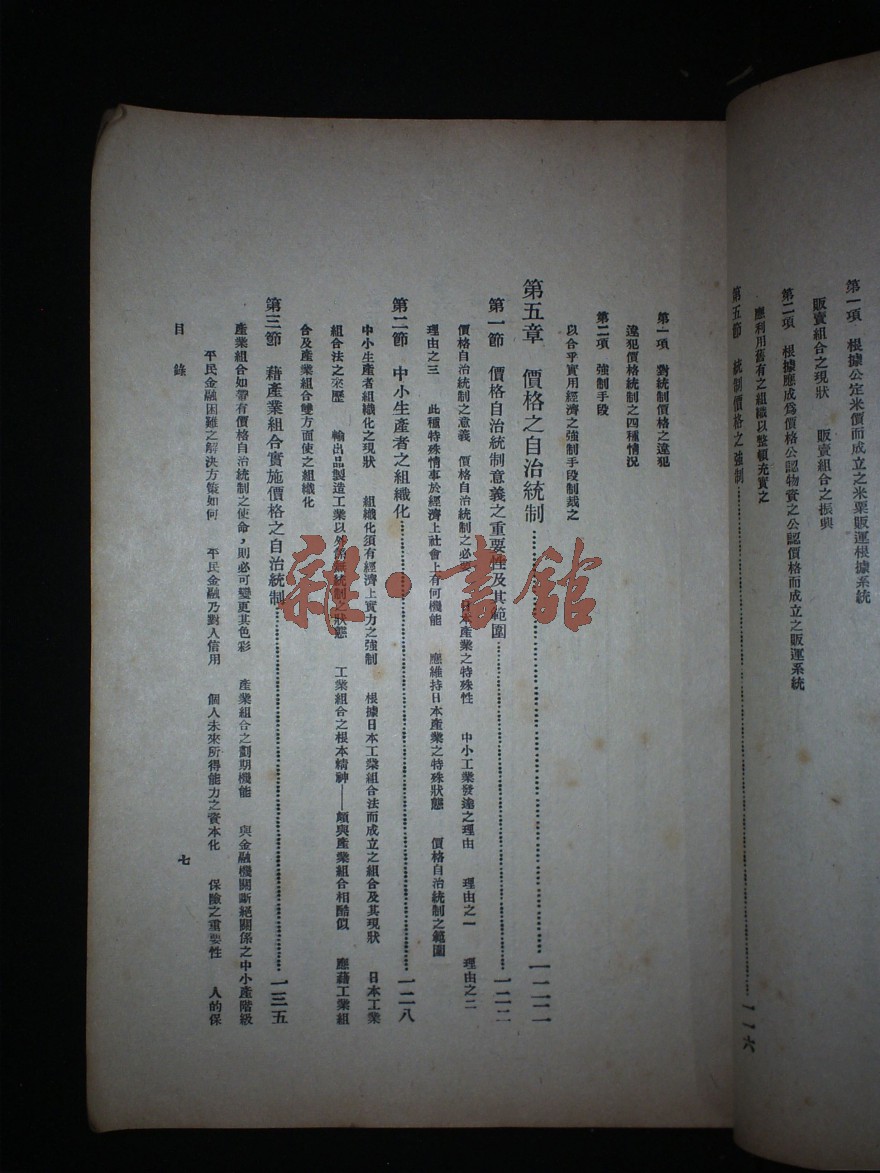 第一項　根據公定米價而成立之米粟販運根據系統
販賣組合之現狀　販賣組合之振興
第二項　根據應成爲價格公認物資之公認價格而成立之販運系統
應利用舊有之組織以整頓充實之
第五節　統制價格之強制……一一六
第一項　對統制價格之違犯
違犯價格統制之四種情況
第二項　強制手段
以合乎實用經濟之強制手段制裁之
第五章　價格之自治統制……一二二
第一節　價格自治統制意義之重要性及其範圍……一二二
價格自治統制之意義　價格自治統制之必要　日本產業之特殊性　中小工業發達之理由　理由之一　理由之二
理由之三　此種特殊情事於經濟上社會上有何機能　應維持日本產業之特殊狀態　價格自治統制之範圍
第二節　中小生產者之組織化……一二八
中小生產者組織化之現狀　組織化須有經濟上實力之強制　根據日本工業組合法而成立之組合及其現狀　日本工業
組合法之來歷　輸出品製造工業以外無統制之狀態　工業組合之根本精神——頗與產業組合相酷似　應藉工業組
合及產業組合雙方面使之組織化
第三節　藉產業組合實施價格之自治統制……一三五
產業組合如帶有價格自治統制之使命，則必可變更其色彩　產業組合之劃期機能　與金融機關斷絕關係之中小產階級
平民金融困難之解決方策如何　平民金融乃對人信用　個人未來所得能力之資本化　保險之重要性　人的保
目錄
七
雜·書館